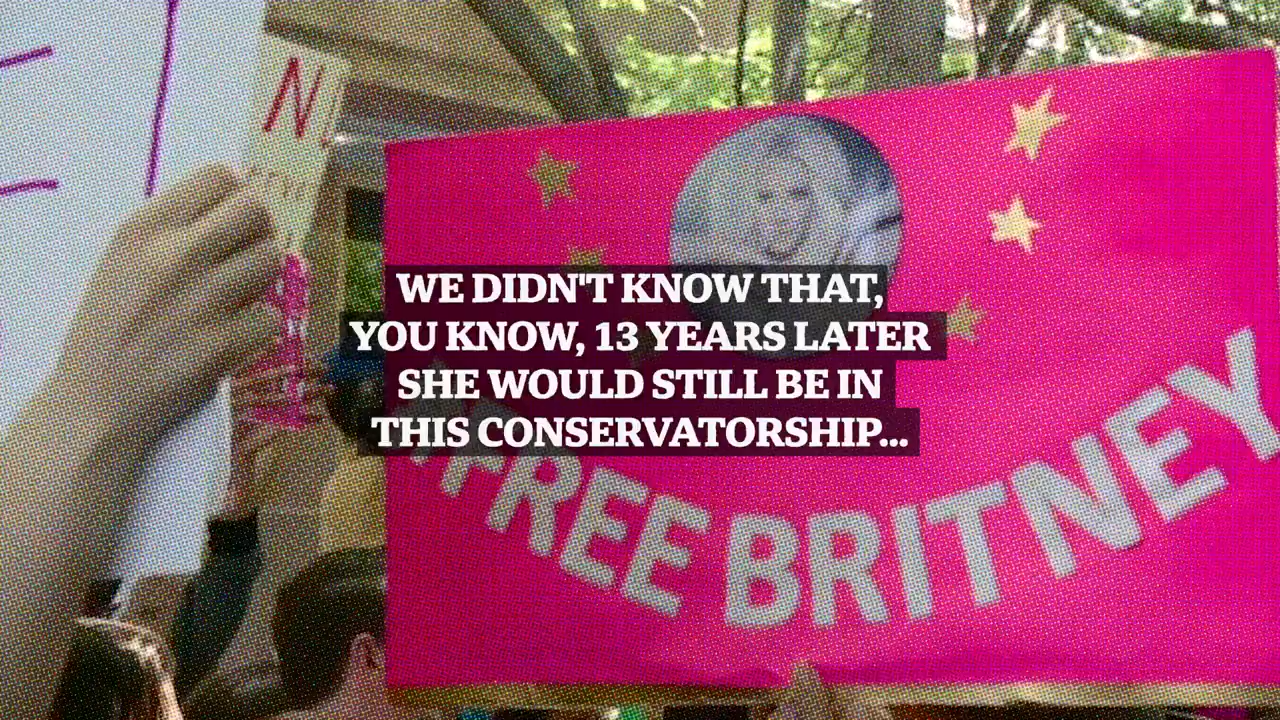 N.
WE DIDN'T KNOW THAT,
YOU KNOW, 13 YEARS LATER
SHE WOULD STILL BE IN
THIS CONSERVATORSHIP...
#FREE BRITNEY